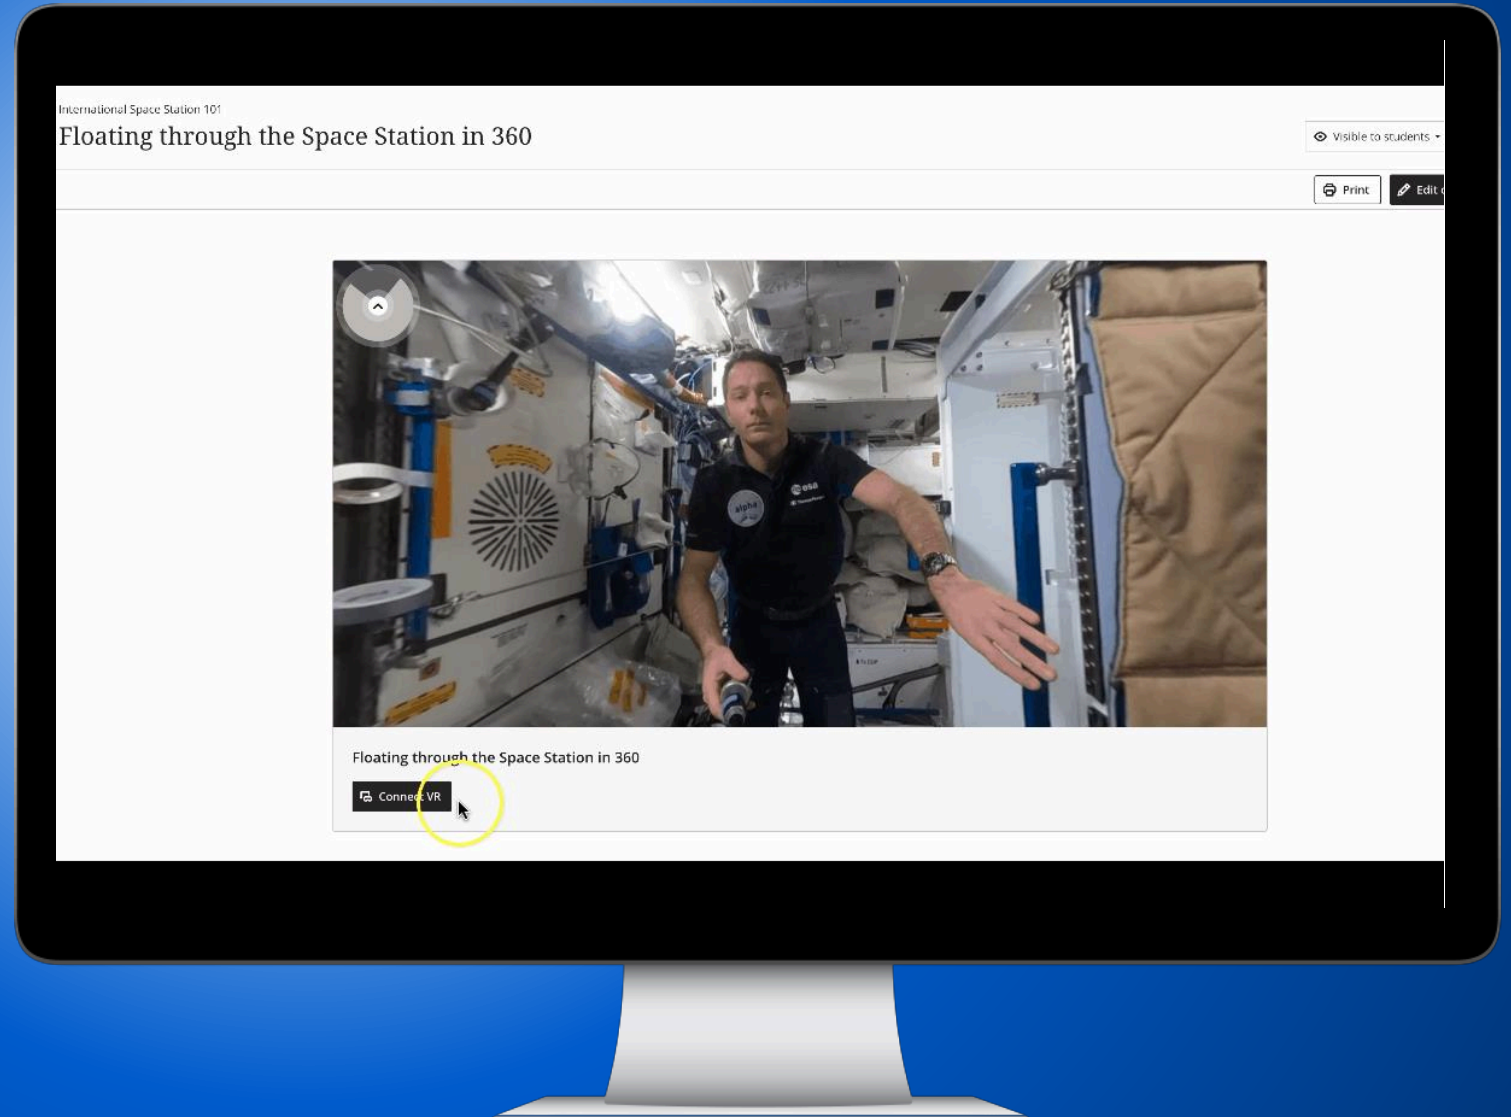 International Space Station 101
Floating through the Space Station in 360
Visible to students
Print
Edit
esa
alpha
Floating through the Space Station in 360
Connect VR